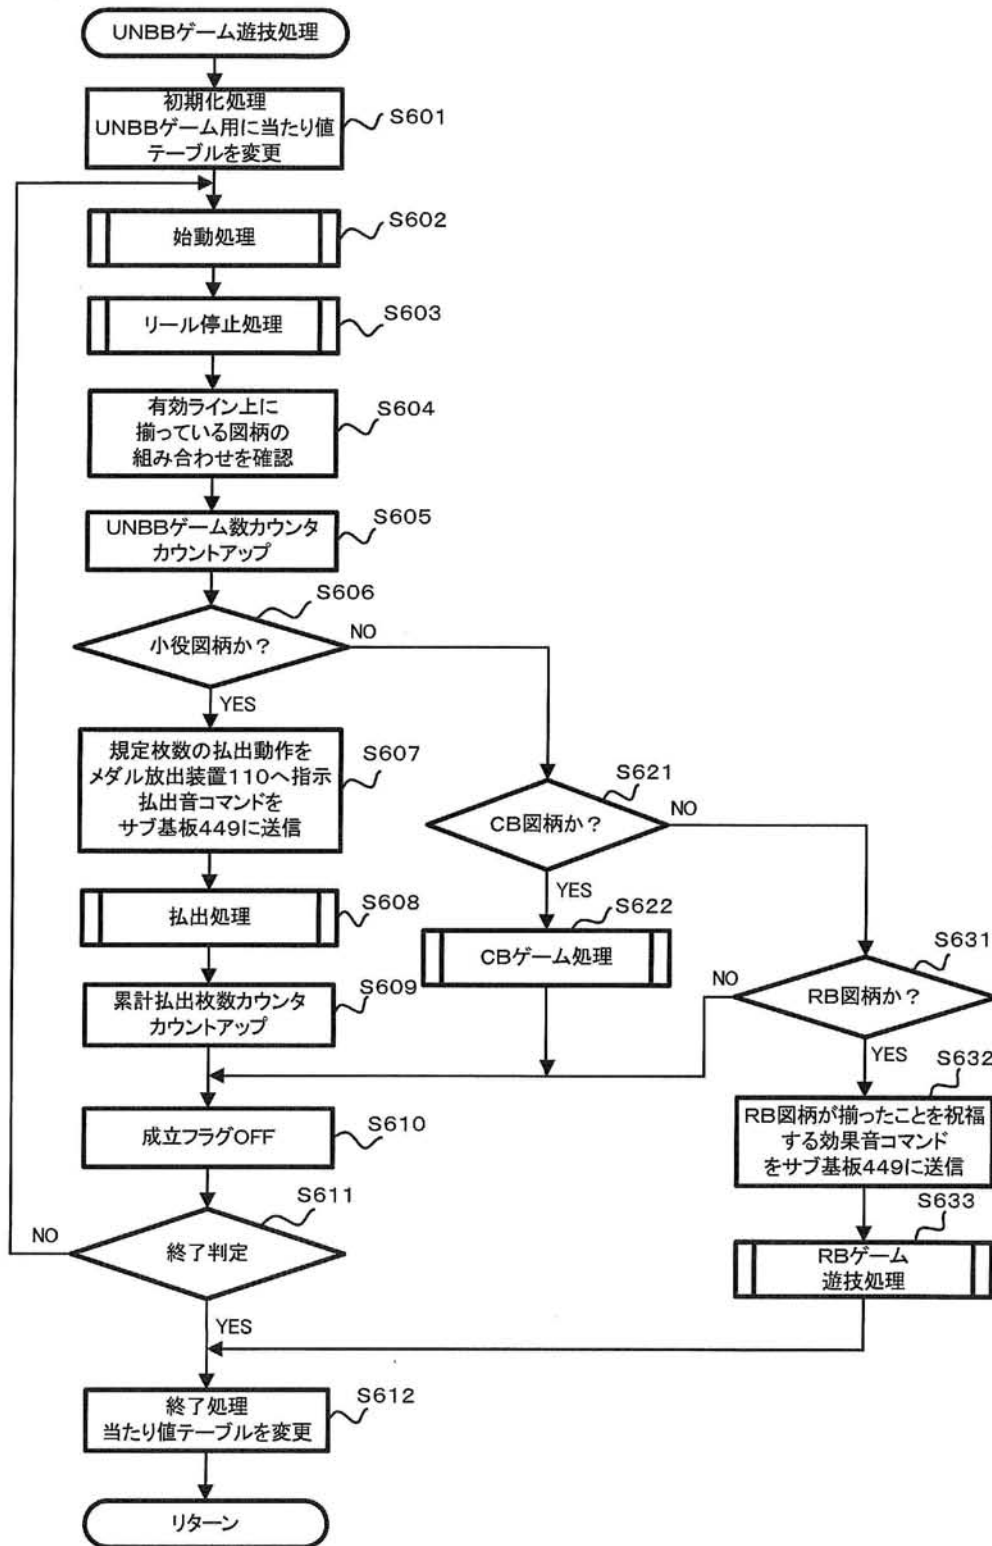 UNBBゲーム遊技処理
初期化処理
UNBBゲーム用に当たり値
テーブルを変更
S601
始動処理
S602
リール停止処理
S603
有効ライン上に
揃っている図柄の
組み合わせを確認
S604
UNBBゲーム数カウンタ
カウントアップ
S605
小役図柄か?
S606
NO
YES
規定枚数の払出動作を
メダル放出装置110へ指示
払出音コマンドを
サブ基板449に送信
S607
払出処理
S608
累計払出枚数カウンタ
カウントアップ
S609
CB図柄か?
S621
NO
YES
CBゲーム処理
S622
RB図柄か?
S631
NO
YES
RB図柄が揃ったことを祝福
する効果音コマンド
をサブ基板449に送信
S632
RBゲーム
遊技処理
S633
成立フラグOFF
S610
終了判定
S611
NO
YES
終了処理
当たり値テーブルを変更
S612
リターン